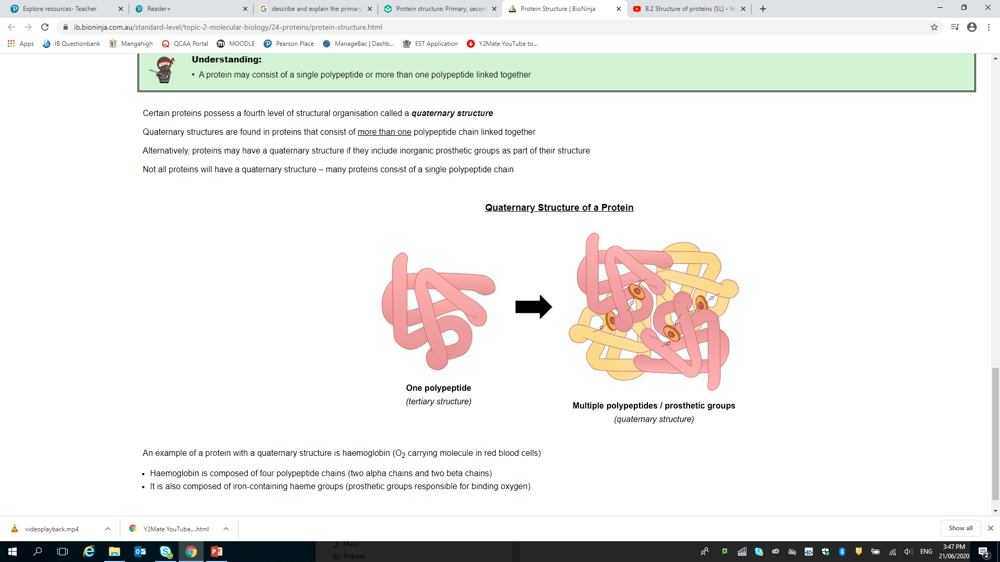 Explore resources- Teacher
Reader+
describe and explain the primary
Protein structure: Primary, secon
Protein Structure | BioNinja
B.2 Structure of proteins (SL) - Yo
ib.bioninja.com.au/standard-level/topic-2-molecular-biology/24-proteins/protein-structure.html
Apps
IB Questionbank
Mangahigh
QCAA Portal
MOODLE
Pearson Place
ManageBac | Dashb...
EST Application
Y2Mate YouTube to...
Understanding:
• A protein may consist of a single polypeptide or more than one polypeptide linked together
Certain proteins possess a fourth level of structural organisation called a quaternary structure
Quaternary structures are found in proteins that consist of more than one polypeptide chain linked together
Alternatively, proteins may have a quaternary structure if they include inorganic prosthetic groups as part of their structure
Not all proteins will have a quaternary structure – many proteins consist of a single polypeptide chain
Quaternary Structure of a Protein
One polypeptide
(tertiary structure)
Multiple polypeptides / prosthetic groups
(quaternary structure)
An example of a protein with a quaternary structure is haemoglobin (O2 carrying molecule in red blood cells)
▪ Haemoglobin is composed of four polypeptide chains (two alpha chains and two beta chains)
▪ It is also composed of iron-containing haeme groups (prosthetic groups responsible for binding oxygen)
videoplayback.mp4
Y2Mate YouTube....html
Show all
Music
Pictures
ENG
3:47 PM
21/06/2020
2